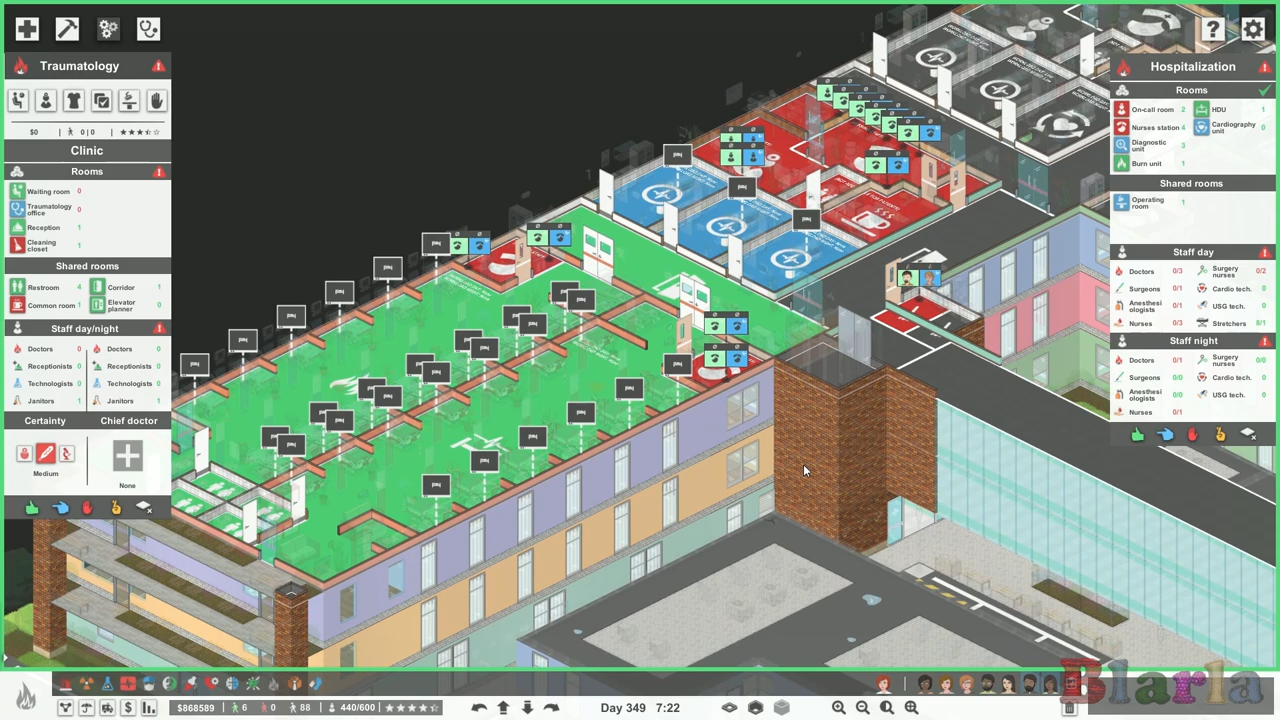 Traumatology
$0
0|0
Clinic
Rooms
Waiting room 0
Traumatology office 0
Reception 1
Cleaning closet 1
Shared rooms
Restroom 4
Corridor 1
Common room 1
Elevator planner 0
Staff day/night
Doctors 0
Doctors 0
Receptionists 0
Receptionists 0
Technologists 0
Technologists 0
Janitors 1
Janitors 1
Certainty
Chief doctor
Medium
None
Hospitalization
Rooms
On-call room 2
HDU 1
Nurses station 4
Cardiography unit 1
Diagnostic unit 3
Burn unit 1
Shared rooms
Operating room 1
Staff day
Doctors 0/3
Surgery nurses 0/2
Surgeons 0/1
Cardio tech. 0
Anesthesiologists 0/1
USG tech. 0
Nurses 0/3
Stretchers 8/1
Staff night
Doctors 0/1
Surgery nurses 0/0
Surgeons 0/0
Cardio tech. 0
Anesthesiologists 0/0
USG tech. 0
Nurses 0/1
$868589
6
0
88
440/600
Day 349 7:22
Blarla